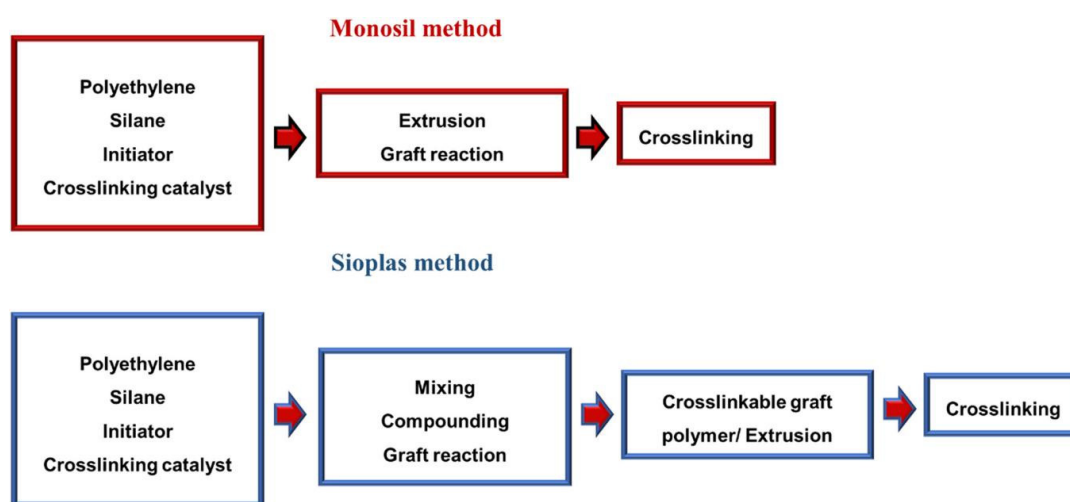 Monosil method
Polyethylene
Silane
Initiator
Crosslinking catalyst
Extrusion
Graft reaction
Crosslinking
Sioplas method
Polyethylene
Silane
Initiator
Crosslinking catalyst
Mixing
Compounding
Graft reaction
Crosslinkable graft
polymer/ Extrusion
Crosslinking